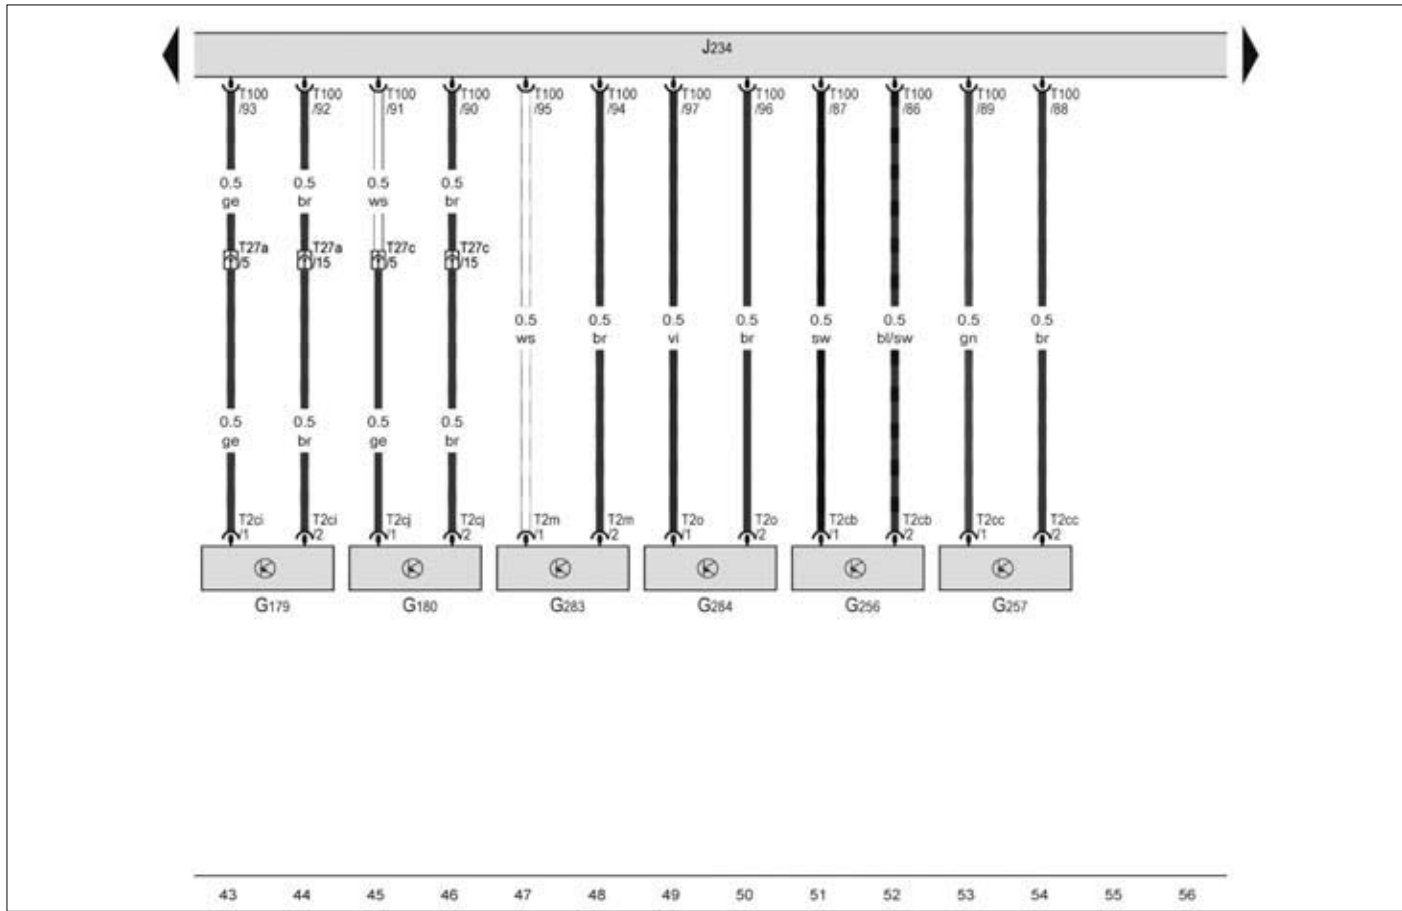 J234
T100 T100 T100 T100 T100 T100 T100 T100 T100 T100 T100 T100
/93 /92 /91 /90 /95 /94 /97 /96 /87 /86 /89 /88
0.5 0.5 0.5 0.5
ge br ws br
T27a T27a T27c T27c
/5 /15 /5 /15
0.5 0.5 0.5 0.5 0.5 0.5 0.5 0.5
ws br vi br sw bl/sw gn br
0.5 0.5 0.5 0.5
ge br ge br
T2ci T2ci T2cj T2cj T2m T2m T2o T2o T2cb T2cb T2cc T2cc
/1 /2 /1 /2 /1 /2 /1 /2 /1 /2 /1 /2
G179 G180 G283 G284 G256 G257
43 44 45 46 47 48 49 50 51 52 53 54 55 56